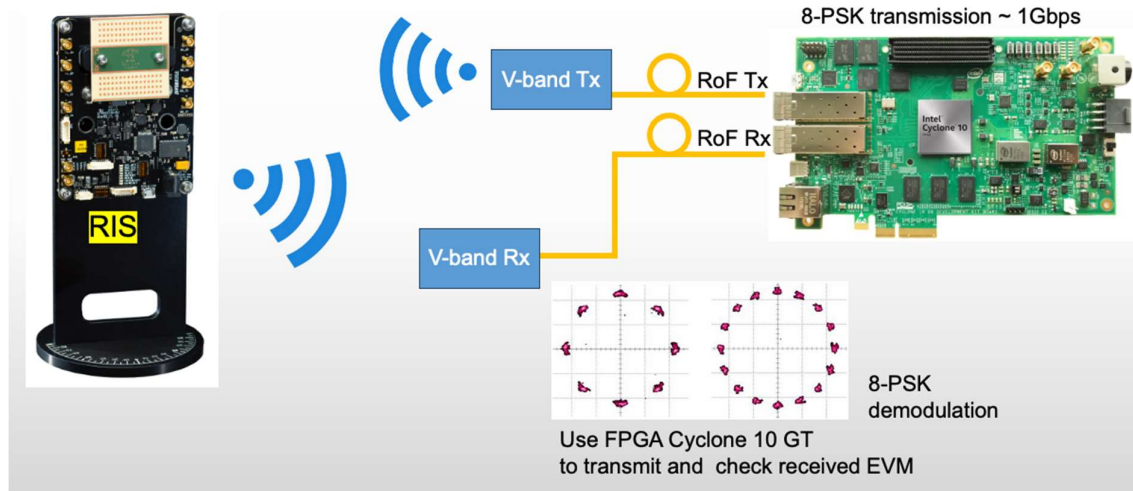 8-PSK transmission ~ 1Gbps
V-band Tx
RoF Tx
RoF Rx
Intel
Cyclone 10
RIS
V-band Rx
8-PSK
demodulation
Use FPGA Cyclone 10 GT
to transmit and check received EVM